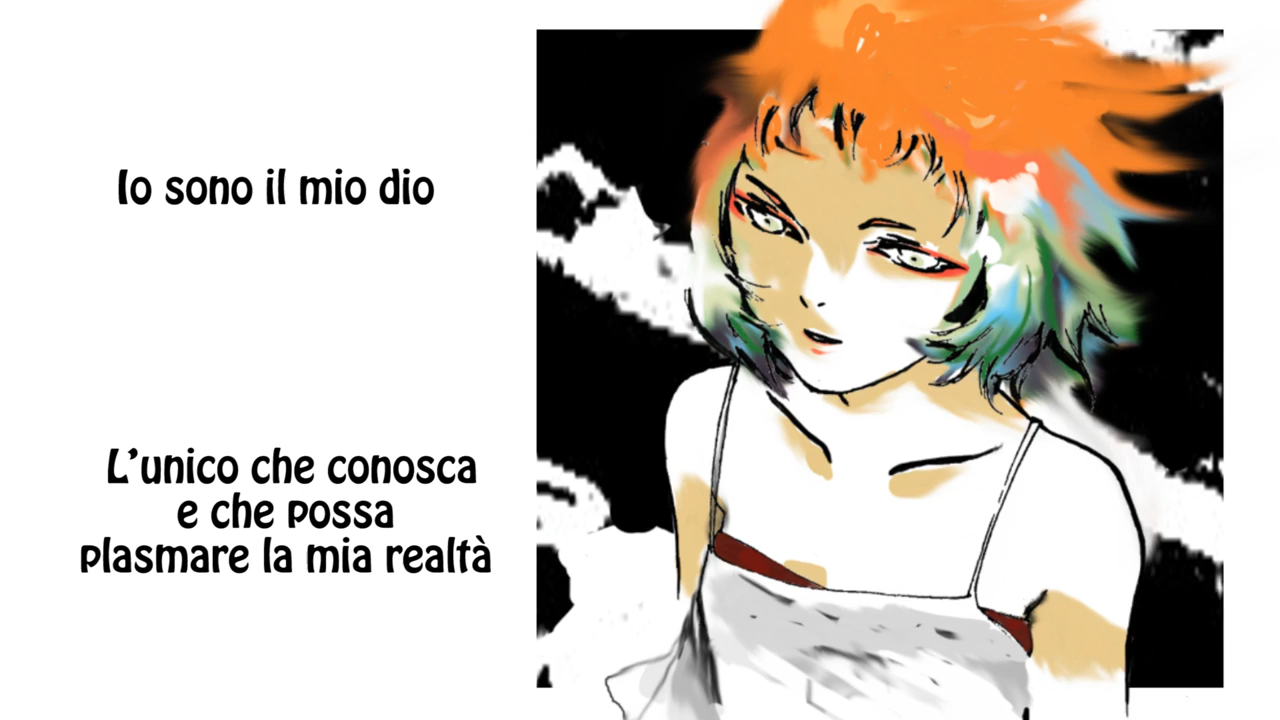 Io sono il mio dio
L'unico che conosca
e che possa
plasmare la mia realtà